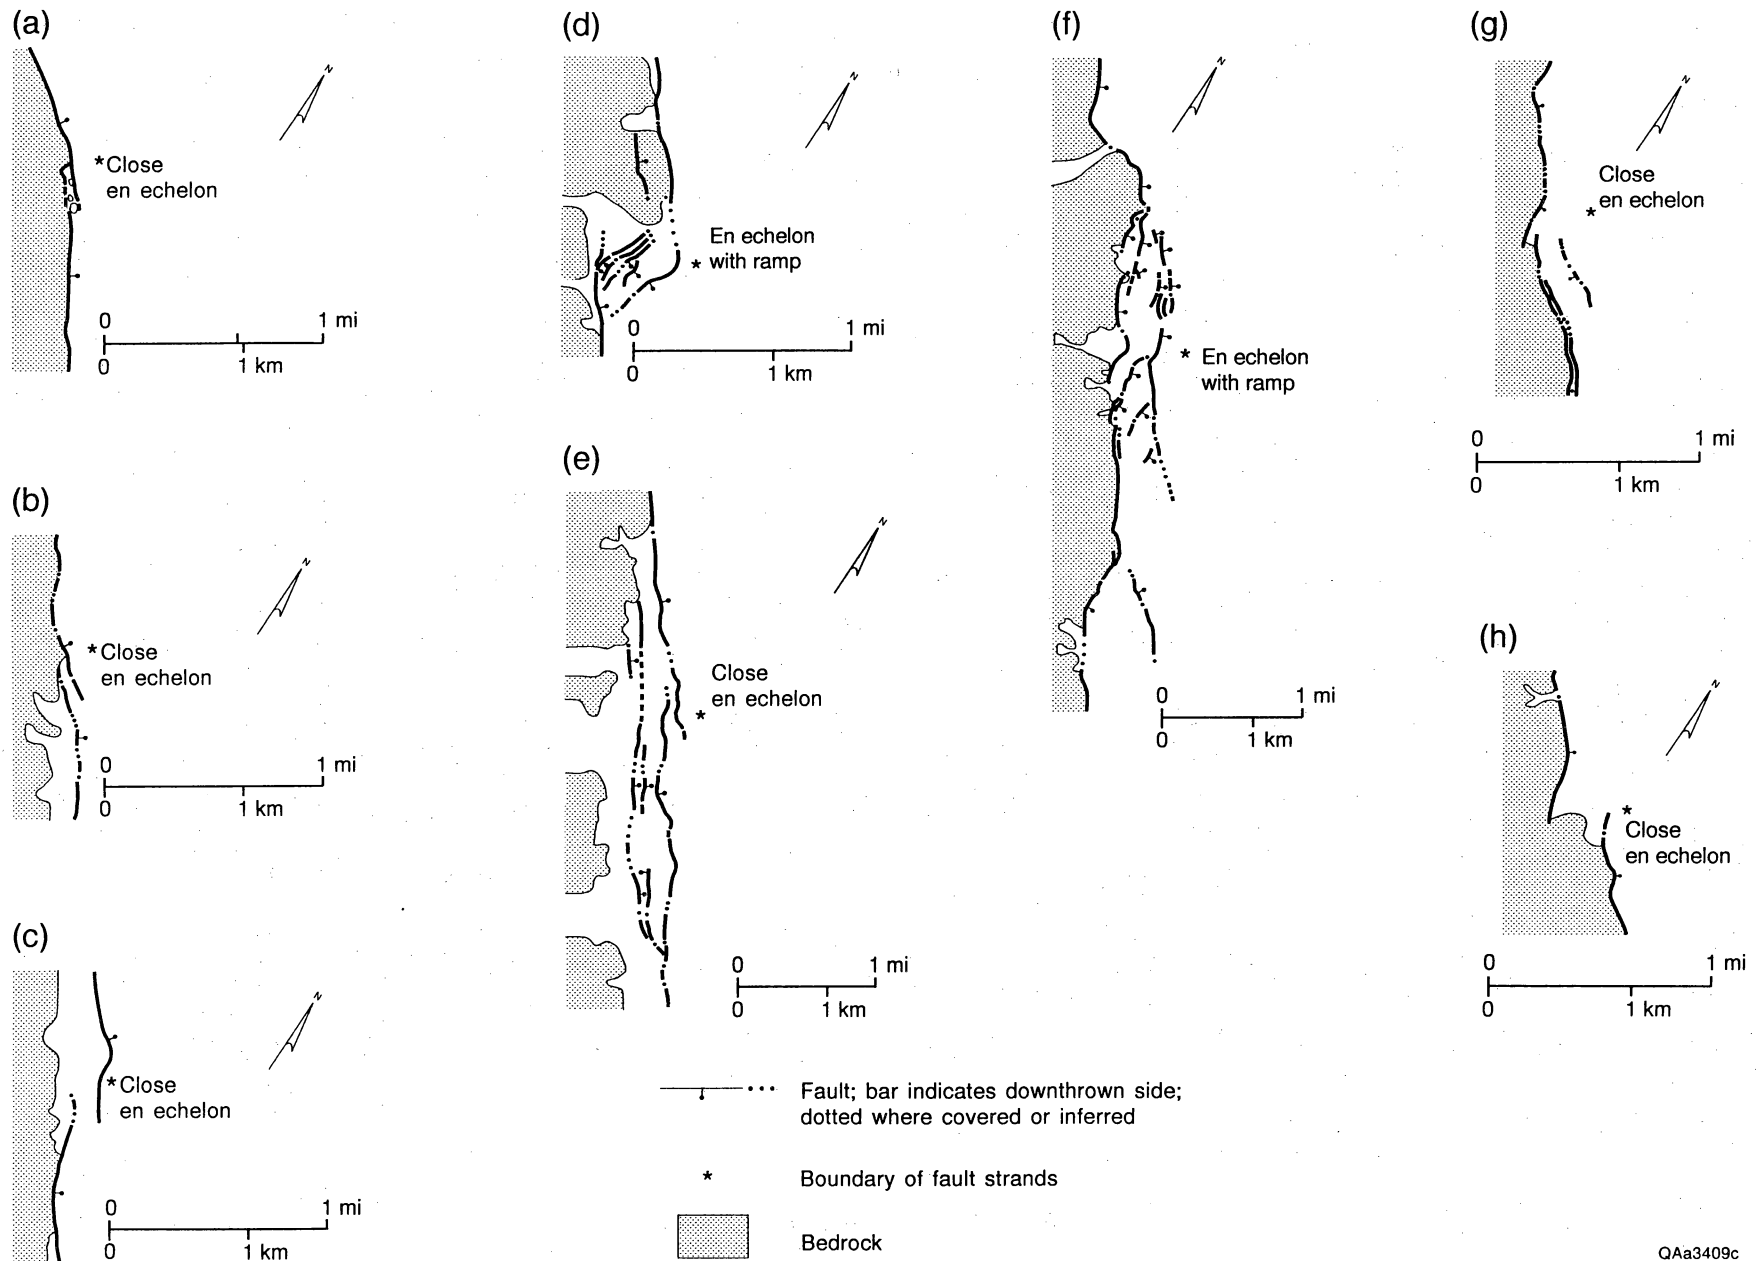 (a)
N
*Close
en echelon
0
1 mi
0
1 km
(b)
N
*Close
en echelon
0
1 mi
0
1 km
(c)
N
*Close
en echelon
0
1 mi
0
1 km
(d)
N
En echelon
* with ramp
0
1 mi
0
1 km
(e)
N
Close
en echelon
*
0
1 mi
0
1 km
(f)
N
* En echelon
with ramp
0
1 mi
0
1 km
(g)
N
Close
en echelon
*
0
1 mi
0
1 km
(h)
N
*
Close
en echelon
0
1 mi
0
1 km
Fault; bar indicates downthrown side;
dotted where covered or inferred
* Boundary of fault strands
Bedrock
QAa3409c